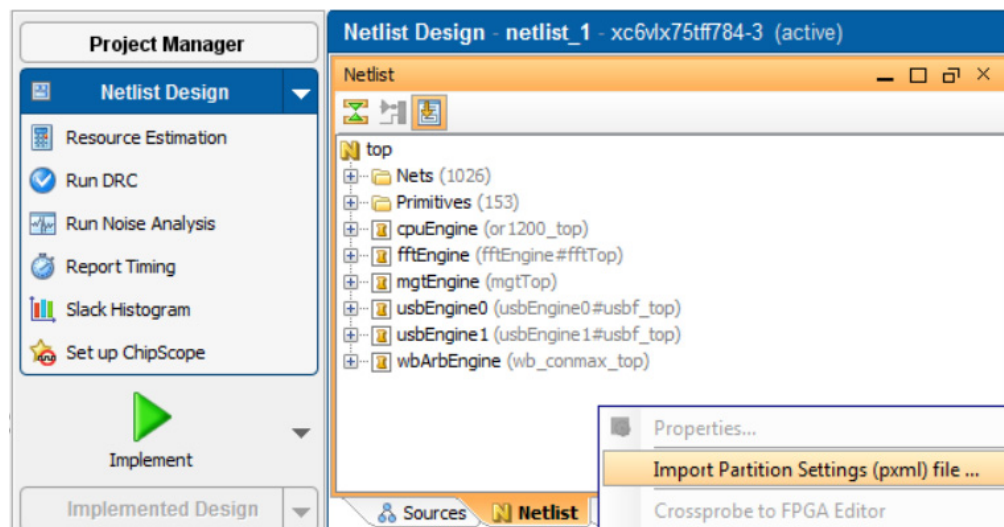 Project Manager
Netlist Design
Resource Estimation
Run DRC
Run Noise Analysis
Report Timing
Slack Histogram
Set up ChipScope
Implement
Implemented Design
Netlist Design - netlist_1 - xc6vlx75tff784-3 (active)
Netlist
top
Nets (1026)
Primitives (153)
cpuEngine (or1200_top)
fftEngine (fftEngine#fftTop)
mgtEngine (mgtTop)
usbEngine0 (usbEngine0#usbf_top)
usbEngine1 (usbEngine1#usbf_top)
wbArbEngine (wb_conmax_top)
Properties...
Import Partition Settings (pxml) file ...
Crossprobe to FPGA Editor
Sources
Netlist